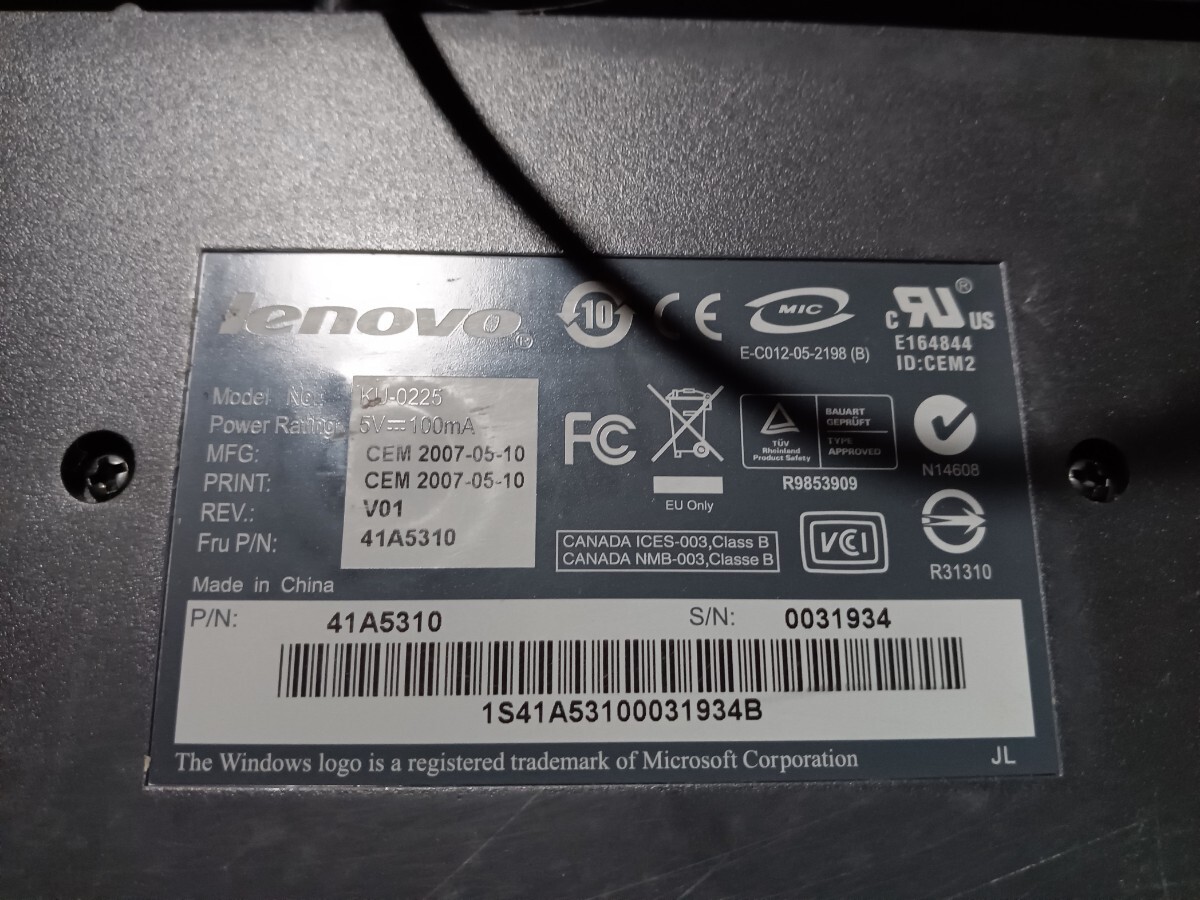 lenovo®
10
CE
MIC
E-C012-05-2198 (B)
c RU US ®
E164844
ID:CEM2
Model No.: KU-0225
Power Rating: 5V⎓100mA
MFG: CEM 2007-05-10
PRINT: CEM 2007-05-10
REV.: V01
Fru P/N: 41A5310
Made in China
FC
EU Only
TÜV
Rheinland
Product Safety
BAUART
GEPRÜFT
TYPE
APPROVED
R9853909
N14608
CANADA ICES-003,Class B
CANADA NMB-003,Classe B
VCI
R31310
P/N: 41A5310 S/N: 0031934
1S41A53100031934B
The Windows logo is a registered trademark of Microsoft Corporation JL